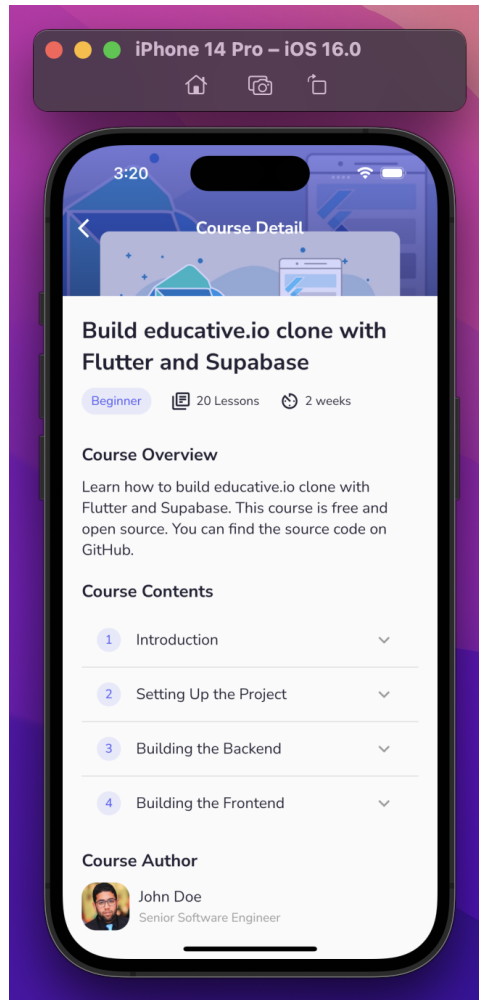 iPhone 14 Pro – iOS 16.0
3:20
Course Detail
Build educative.io clone with
Flutter and Supabase
Beginner
20 Lessons
2 weeks
Course Overview
Learn how to build educative.io clone with
Flutter and Supabase. This course is free and
open source. You can find the source code on
GitHub.
Course Contents
1 Introduction
2 Setting Up the Project
3 Building the Backend
4 Building the Frontend
Course Author
John Doe
Senior Software Engineer